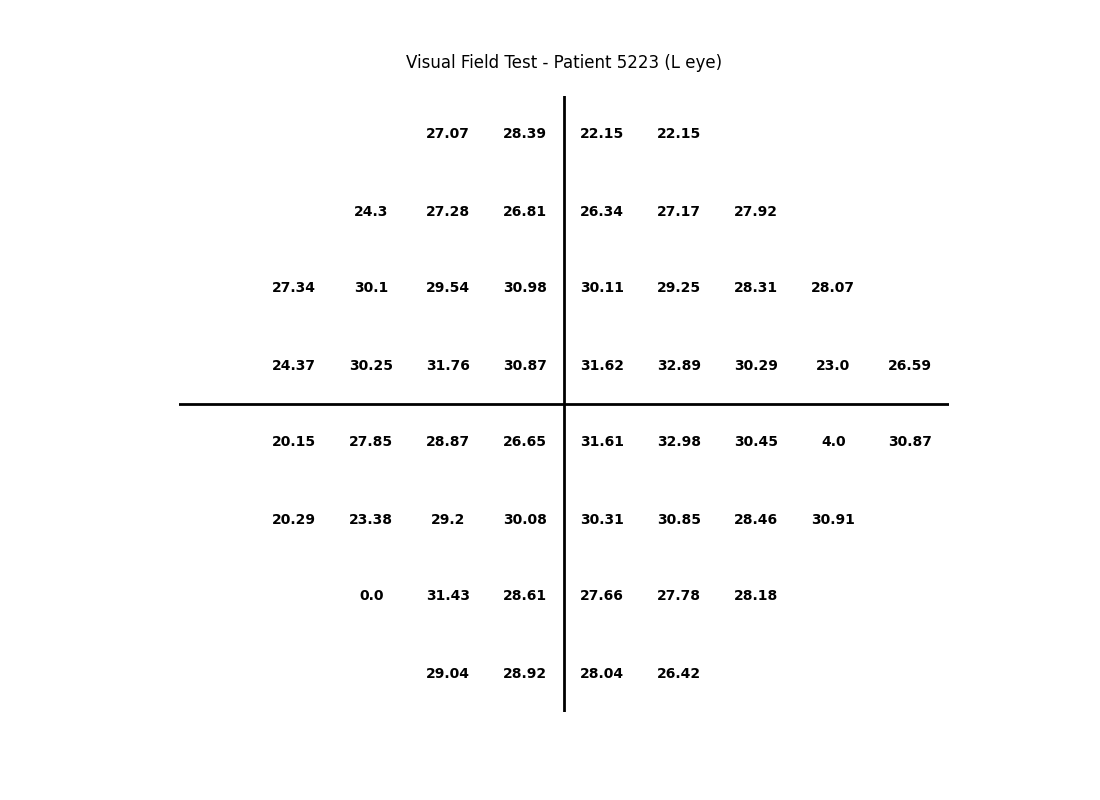 Visual Field Test - Patient 5223 (L eye)
27.07 28.39 22.15 22.15
24.3 27.28 26.81 26.34 27.17 27.92
27.34 30.1 29.54 30.98 30.11 29.25 28.31 28.07
24.37 30.25 31.76 30.87 31.62 32.89 30.29 23.0 26.59
20.15 27.85 28.87 26.65 31.61 32.98 30.45 4.0 30.87
20.29 23.38 29.2 30.08 30.31 30.85 28.46 30.91
0.0 31.43 28.61 27.66 27.78 28.18
29.04 28.92 28.04 26.42